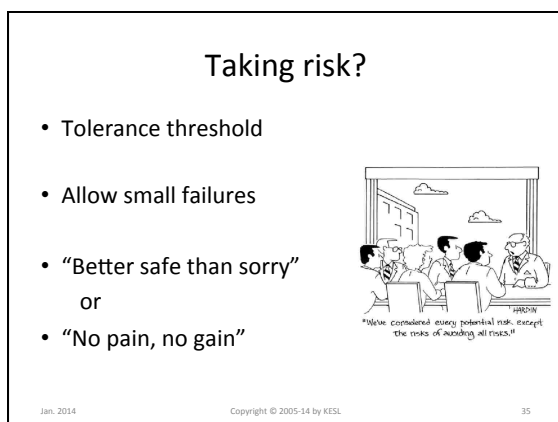 Taking risk?
• Tolerance threshold
• Allow small failures
• “Better safe than sorry”
or
• “No pain, no gain”
HARDIN
"We've considered every potential risk except
the risks of avoiding all risks."
Jan. 2014
Copyright © 2005-14 by KESL
35